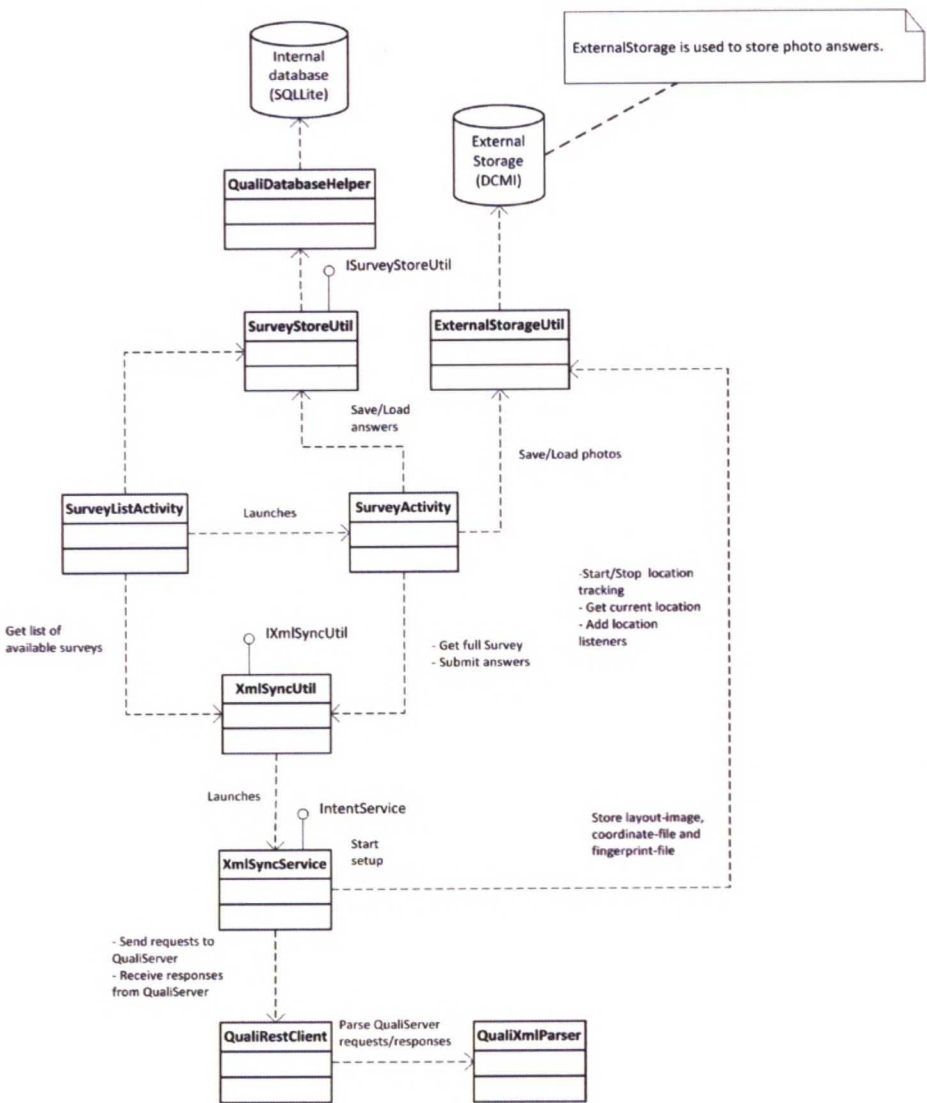 Internal
database
(SQLLite)
ExternalStorage is used to store photo answers.
External
Storage
(DCMI)
QualiDatabaseHelper
ISurveyStoreUtil
SurveyStoreUtil
ExternalStorageUtil
Save/Load
answers
Save/Load photos
SurveyListActivity
Launches
SurveyActivity
-Start/Stop location
tracking
- Get current location
- Add location
listeners
Get list of
available surveys
IXmlSyncUtil
- Get full Survey
- Submit answers
XmlSyncUtil
Launches
IntentService
Store layout-image,
coordinate-file and
fingerprint-file
Start
setup
XmlSyncService
- Send requests to
QualiServer
- Receive responses
from QualiServer
QualiRestClient
Parse QualiServer
requests/responses
QualiXmlParser